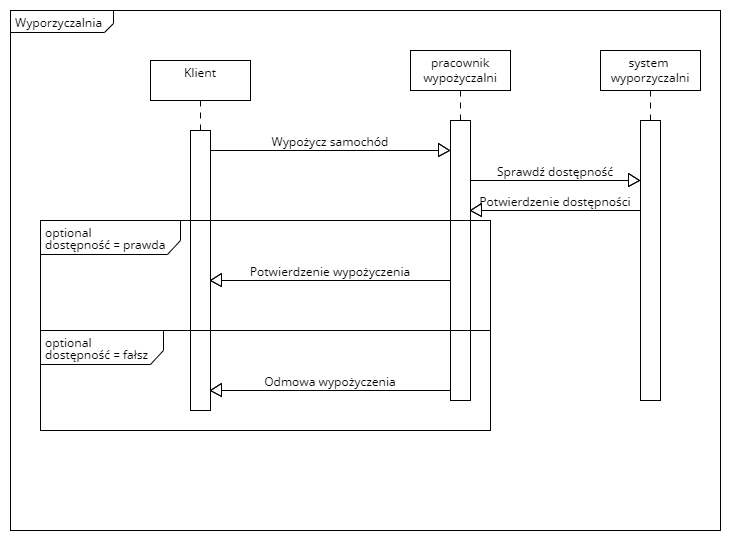 Wyporzyczalnia
Klient
pracownik
wypożyczalni
system
wyporzyczalni
Wypożycz samochód
Sprawdź dostępność
Potwierdzenie dostępności
optional
dostępność = prawda
Potwierdzenie wypożyczenia
optional
dostępność = fałsz
Odmowa wypożyczenia